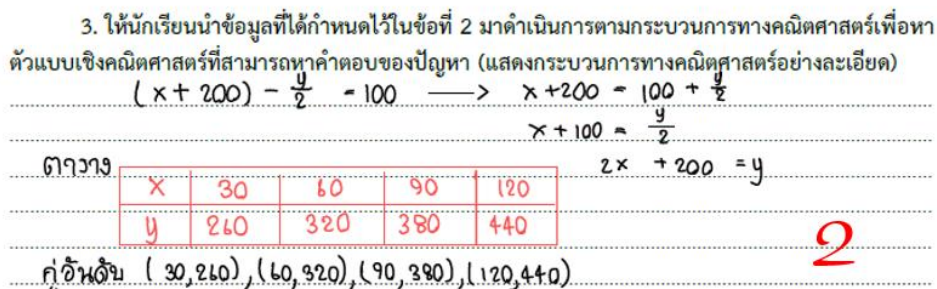 3. ให้นักเรียนนำข้อมูลที่ได้กำหนดไว้ในข้อที่ 2 มาดำเนินการตามกระบวนการทางคณิตศาสตร์เพื่อหา
ตัวแบบเชิงคณิตศาสตร์ที่สามารถหาคำตอบของปัญหา (แสดงกระบวนการทางคณิตศาสตร์อย่างละเอียด)
(x + 200) - y/2 = 100 → x + 200 = 100 + y/2
x + 100 = y/2
2x + 200 = y
ตาราง
x 30 60 90 120
y 260 320 380 440
2
คู่อันดับ (30,260),(60,320),(90,380),(120,440)